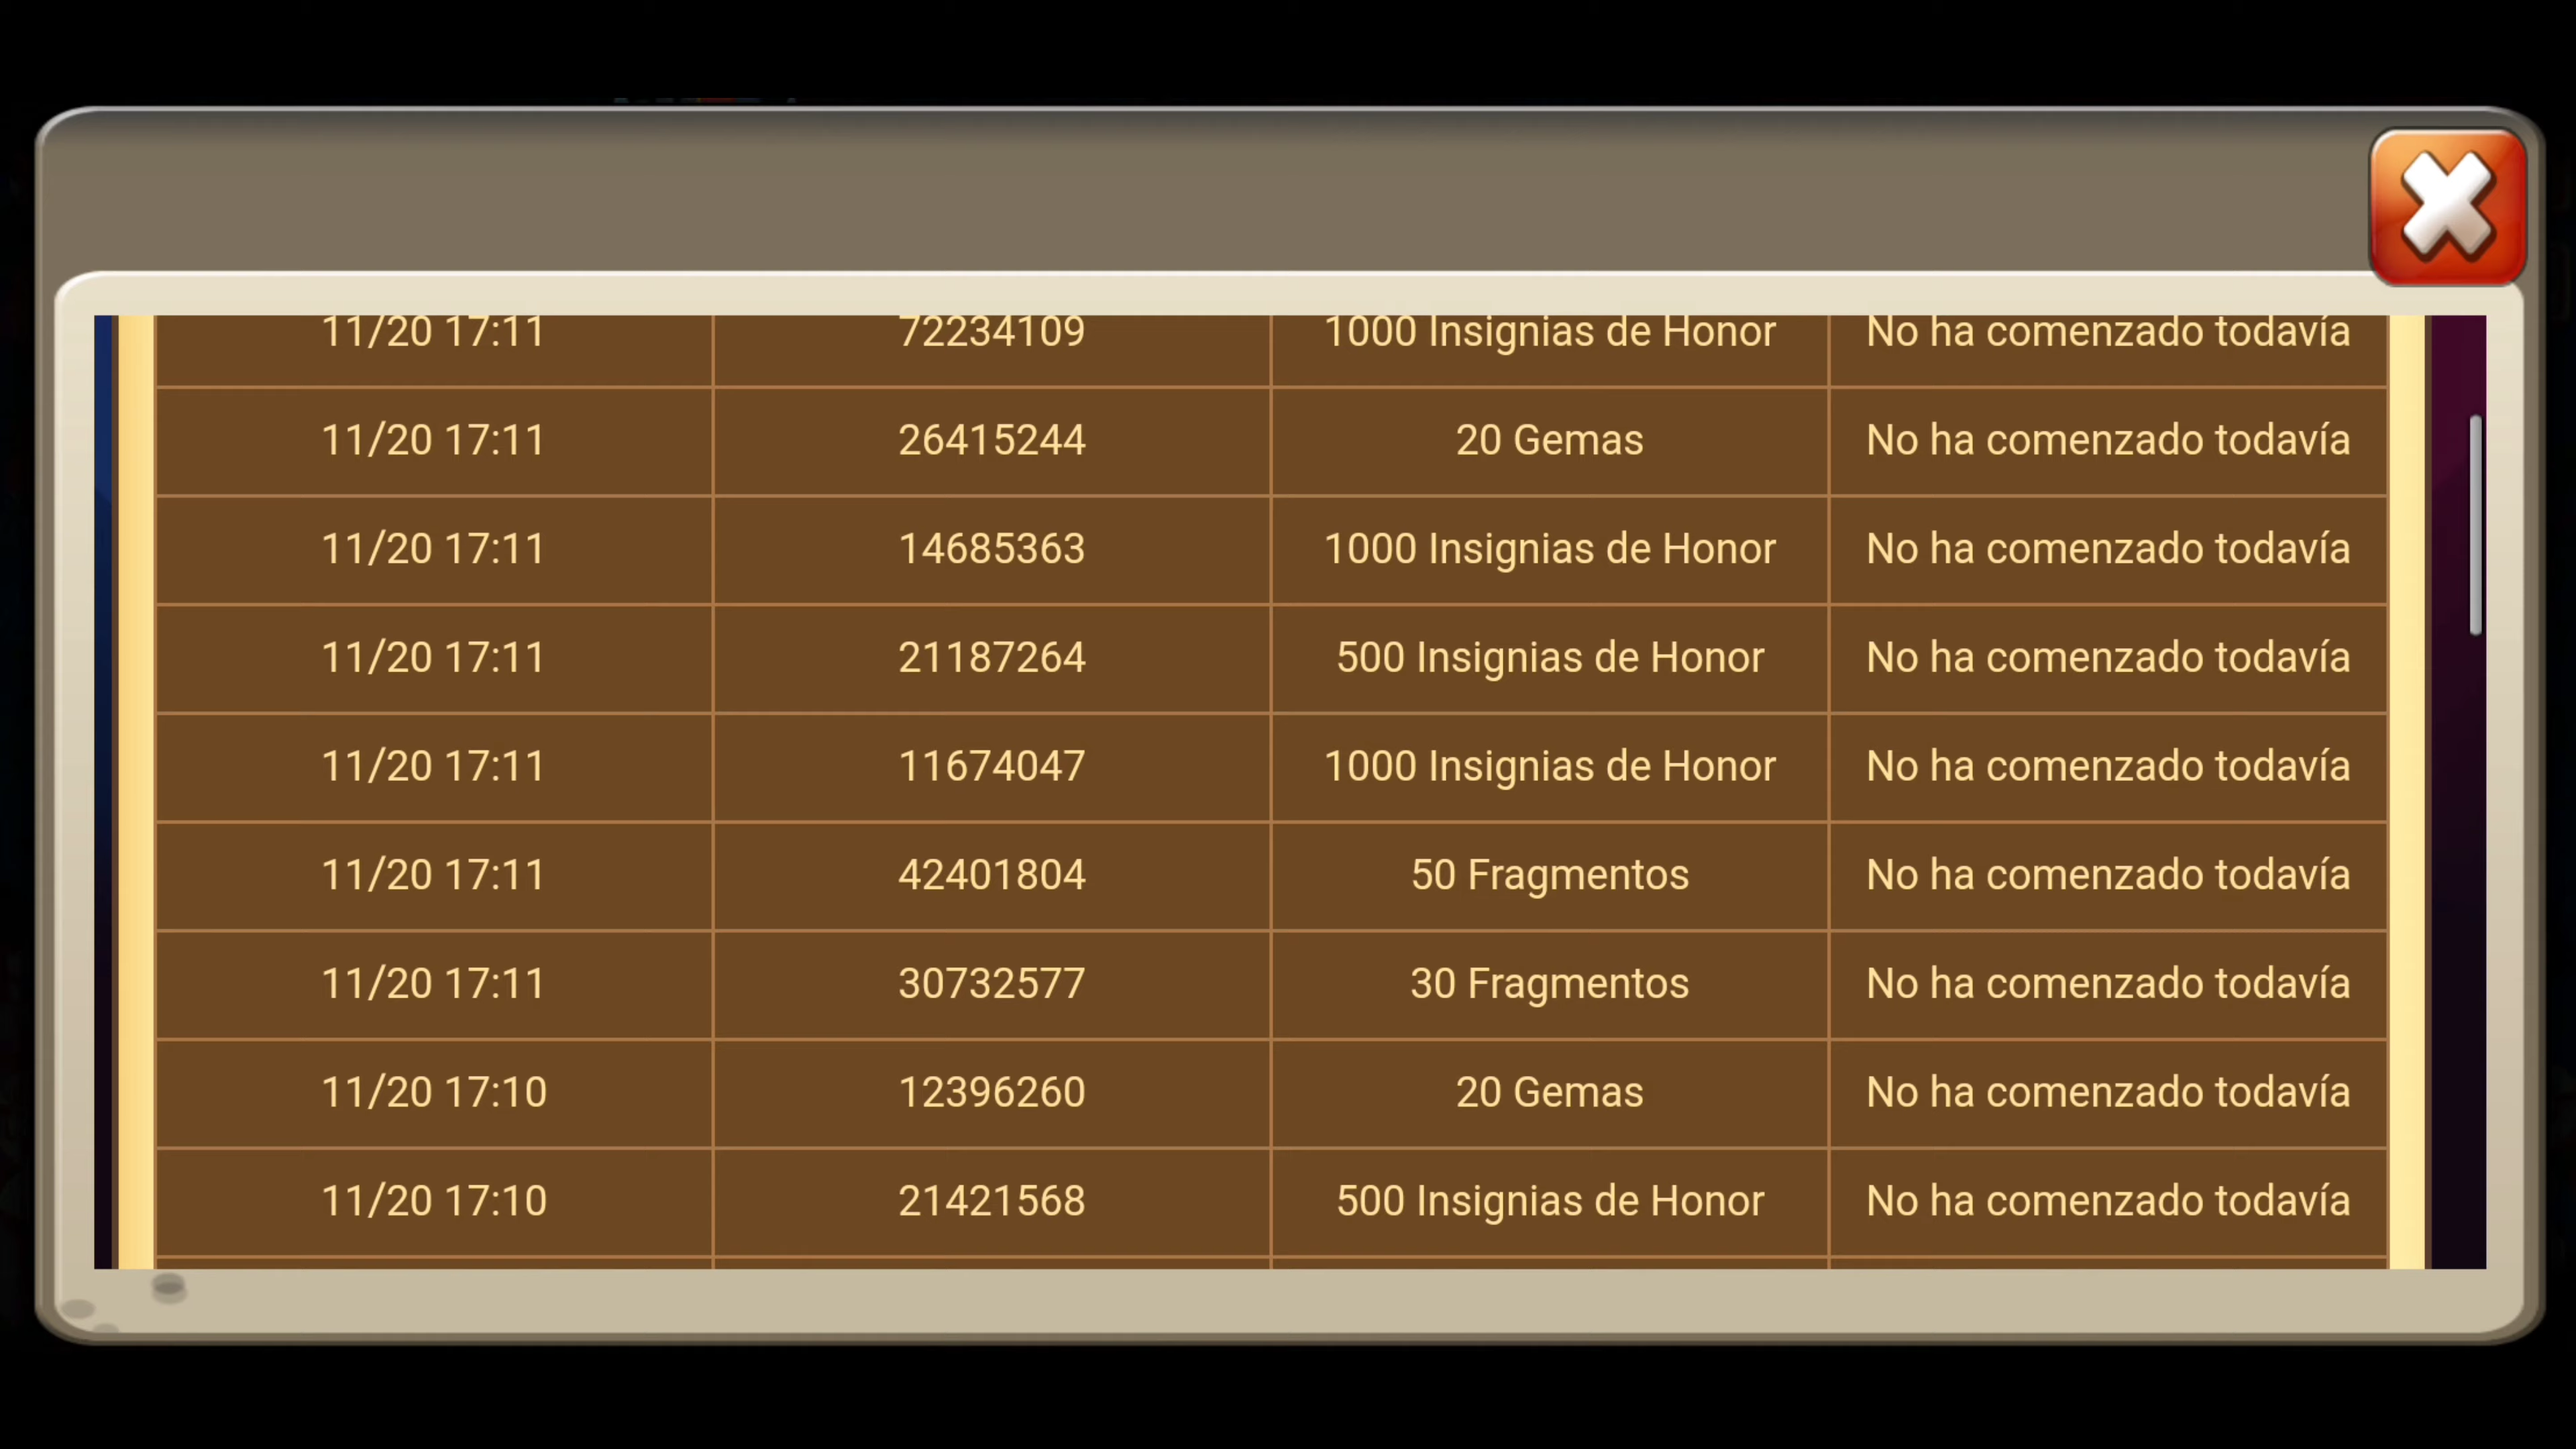 11/20 17:11 72234109 1000 Insignias de Honor No ha comenzado todavía
11/20 17:11 26415244 20 Gemas No ha comenzado todavía
11/20 17:11 14685363 1000 Insignias de Honor No ha comenzado todavía
11/20 17:11 21187264 500 Insignias de Honor No ha comenzado todavía
11/20 17:11 11674047 1000 Insignias de Honor No ha comenzado todavía
11/20 17:11 42401804 50 Fragmentos No ha comenzado todavía
11/20 17:11 30732577 30 Fragmentos No ha comenzado todavía
11/20 17:10 12396260 20 Gemas No ha comenzado todavía
11/20 17:10 21421568 500 Insignias de Honor No ha comenzado todavía